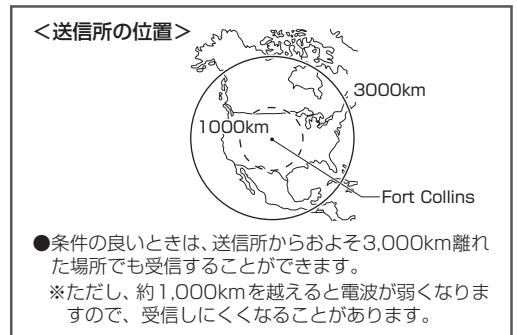 ＜送信所の位置＞
3000km
1000km
Fort Collins
●条件の良いときは、送信所からおよそ3,000km離れ
た場所でも受信することができます。
※ただし、約1,000kmを越えると電波が弱くなりま
すので、受信しにくくなることがあります。